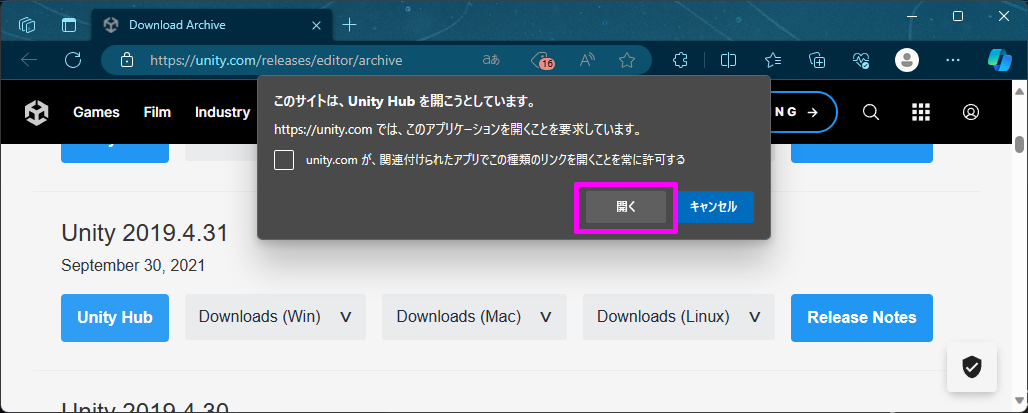 Download Archive
https://unity.com/releases/editor/archive
あぁ
16
A
Games
Film
Industry
N G →
このサイトは、Unity Hub を開こうとしています。
https://unity.com では、このアプリケーションを開くことを要求しています。
unity.com が、関連付けられたアプリでこの種類のリンクを開くことを常に許可する
開く
キャンセル
Unity 2019.4.31
September 30, 2021
Unity Hub
Downloads (Win)
Downloads (Mac)
Downloads (Linux)
Release Notes
Unity 2019.4.30